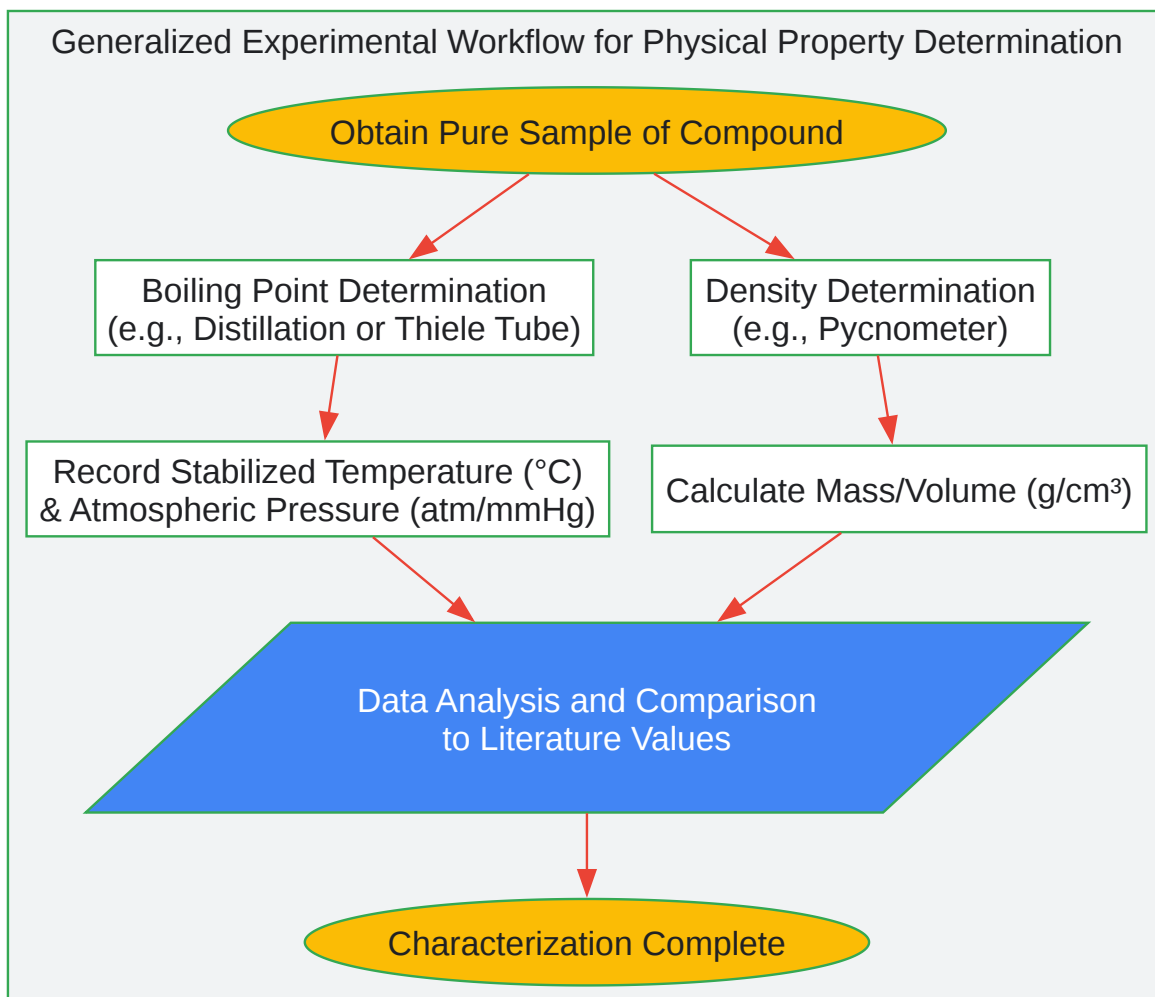 Generalized Experimental Workflow for Physical Property Determination
Obtain Pure Sample of Compound
Boiling Point Determination
(e.g., Distillation or Thiele Tube)
Density Determination
(e.g., Pycnometer)
Record Stabilized Temperature (°C)
& Atmospheric Pressure (atm/mmHg)
Calculate Mass/Volume (g/cm³)
Data Analysis and Comparison
to Literature Values
Characterization Complete